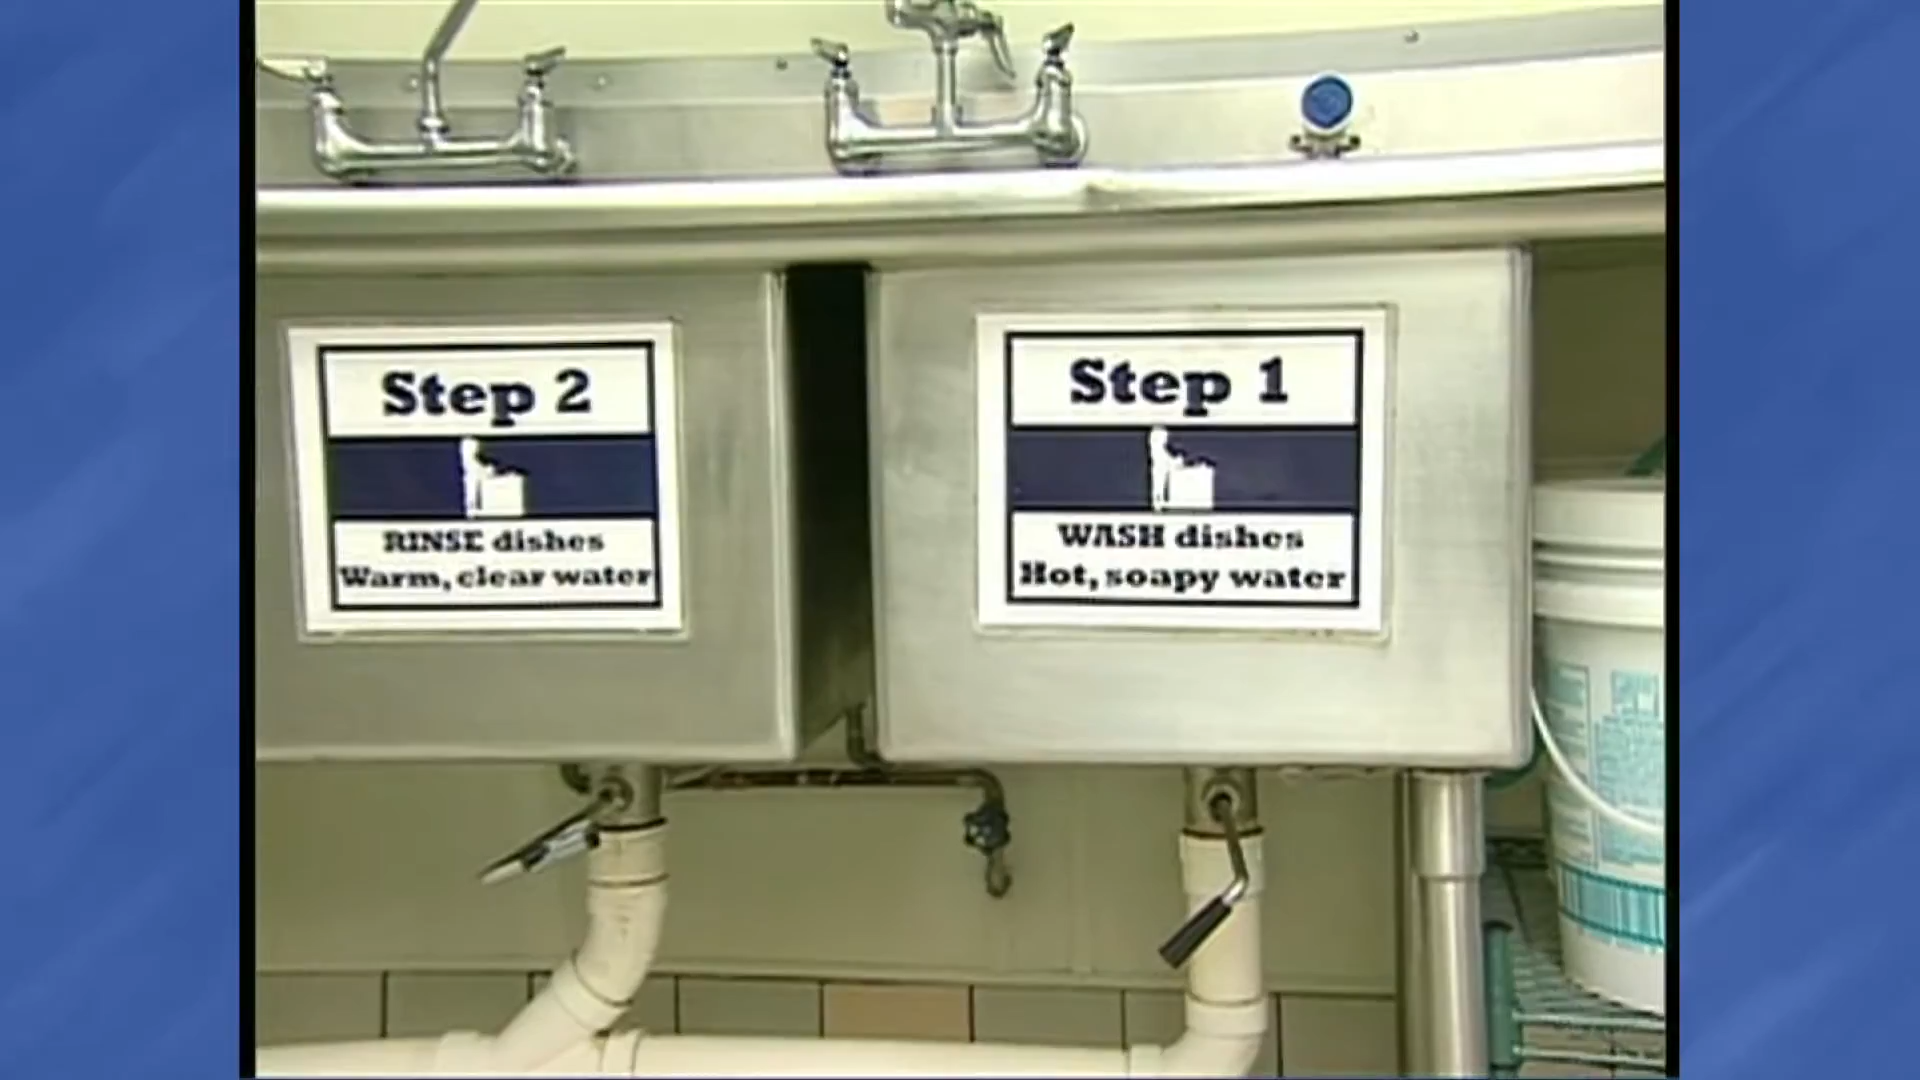 Step 2
RINSE dishes
Warm, clear water
Step 1
WASH dishes
Hot, soapy water